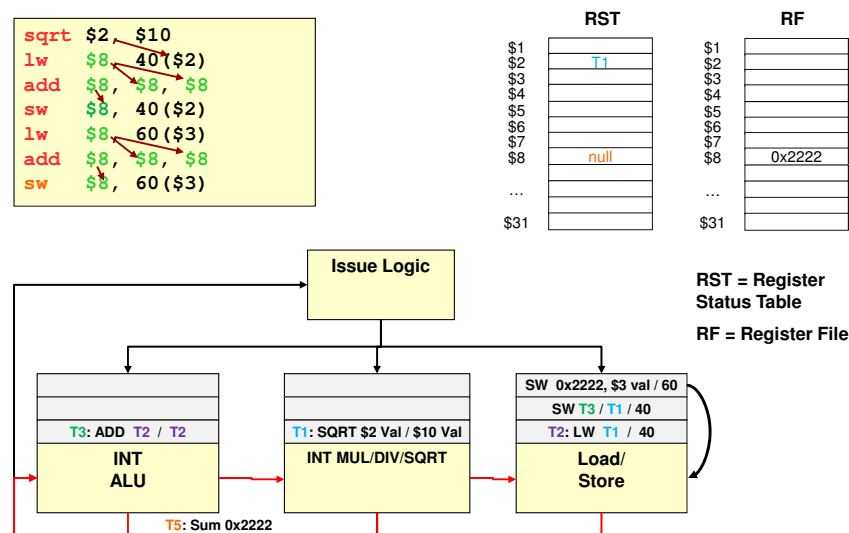 sqrt $2, $10
lw $8, 40($2)
add $8, $8, $8
sw $8, 40($2)
lw $8, 60($3)
add $8, $8, $8
sw $8, 60($3)
RST
$1
$2 T1
$3
$4
$5
$6
$7
$8 null
...
$31
RF
$1
$2
$3
$4
$5
$6
$7
$8 0x2222
...
$31
RST = Register
Status Table
RF = Register File
Issue Logic
T3: ADD T2 / T2
INT
ALU
T1: SQRT $2 Val / $10 Val
INT MUL/DIV/SQRT
SW 0x2222, $3 val / 60
SW T3 / T1 / 40
T2: LW T1 / 40
Load/
Store
T5: Sum 0x2222